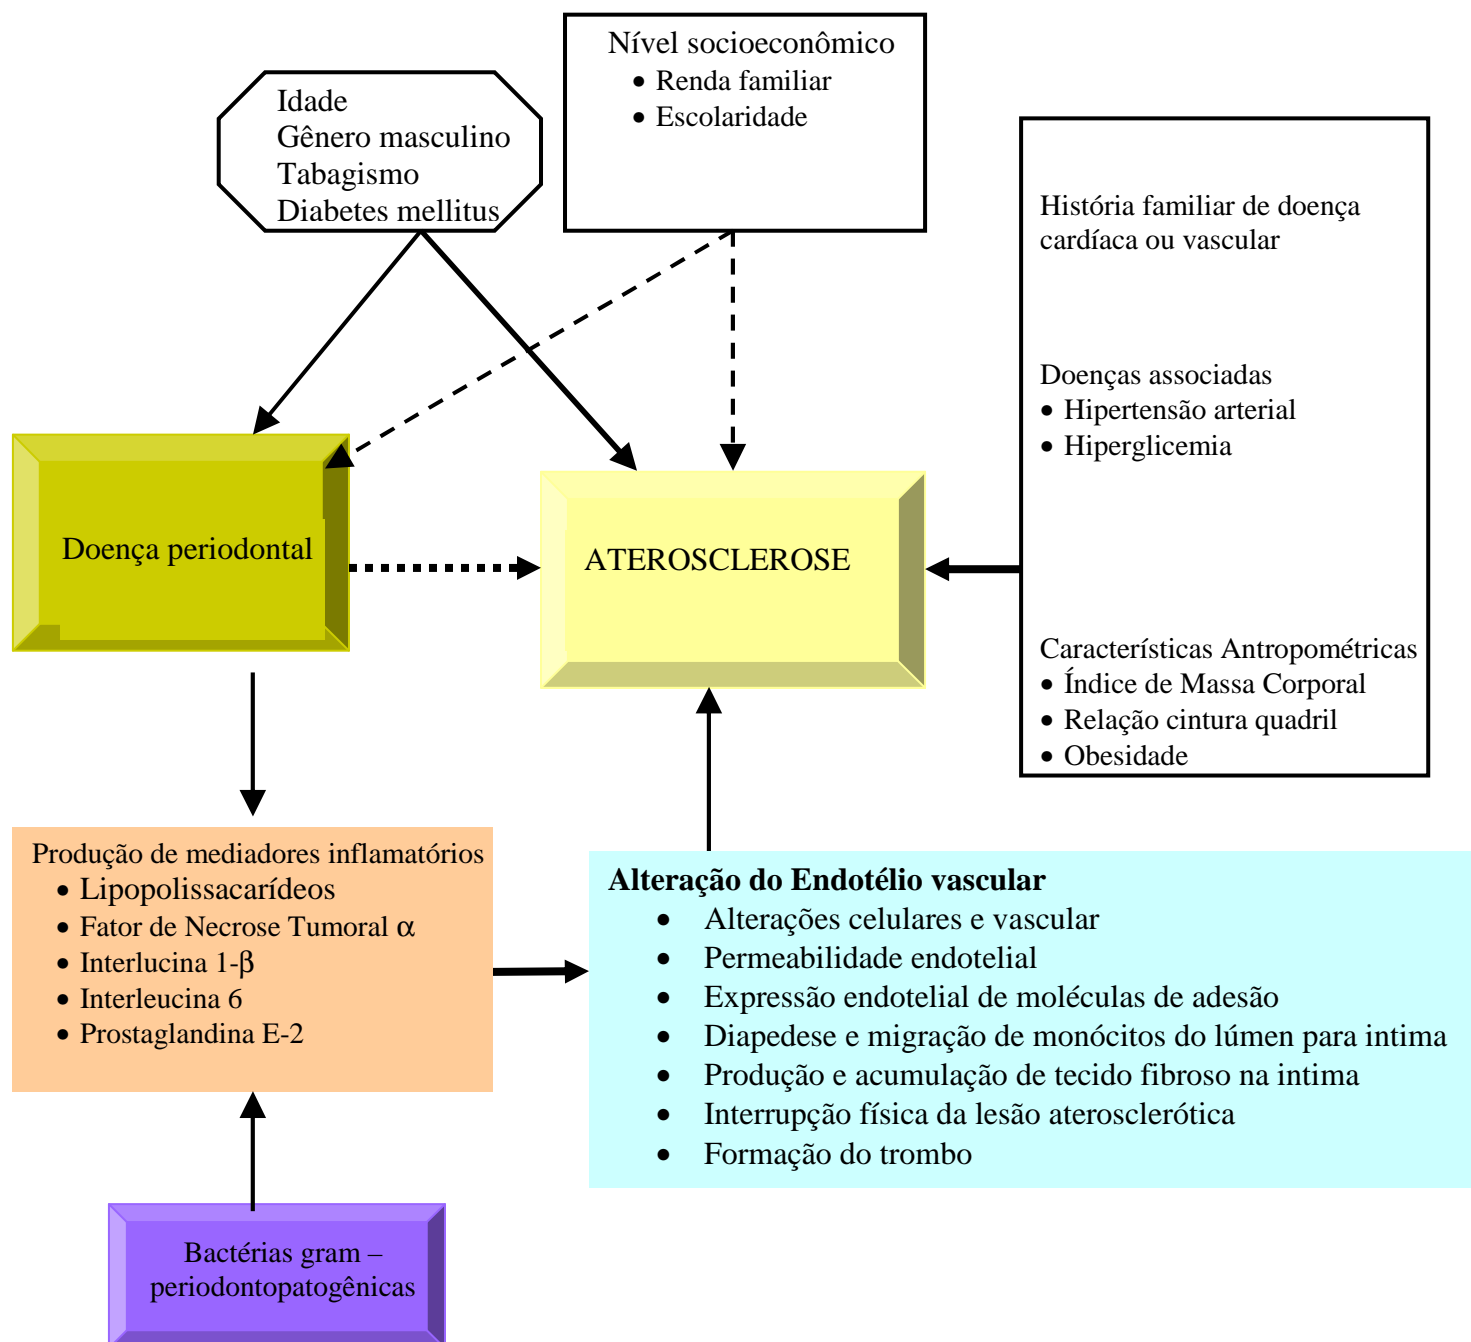 Nível socioeconômico
• Renda familiar
• Escolaridade
Idade
Gênero masculino
Tabagismo
Diabetes mellitus
História familiar de doença
cardíaca ou vascular
Doenças associadas
• Hipertensão arterial
• Hiperglicemia
Características Antropométricas
• Índice de Massa Corporal
• Relação cintura quadril
• Obesidade
Doença periodontal
ATEROSCLEROSE
Produção de mediadores inflamatórios
• Lipopolissacarídeos
• Fator de Necrose Tumoral α
• Interlucina 1-β
• Interleucina 6
• Prostaglandina E-2
Alteração do Endotélio vascular
• Alterações celulares e vascular
• Permeabilidade endotelial
• Expressão endotelial de moléculas de adesão
• Diapedese e migração de monócitos do lúmen para intima
• Produção e acumulação de tecido fibroso na intima
• Interrupção física da lesão aterosclerótica
• Formação do trombo
Bactérias gram –
periodontopatogênicas